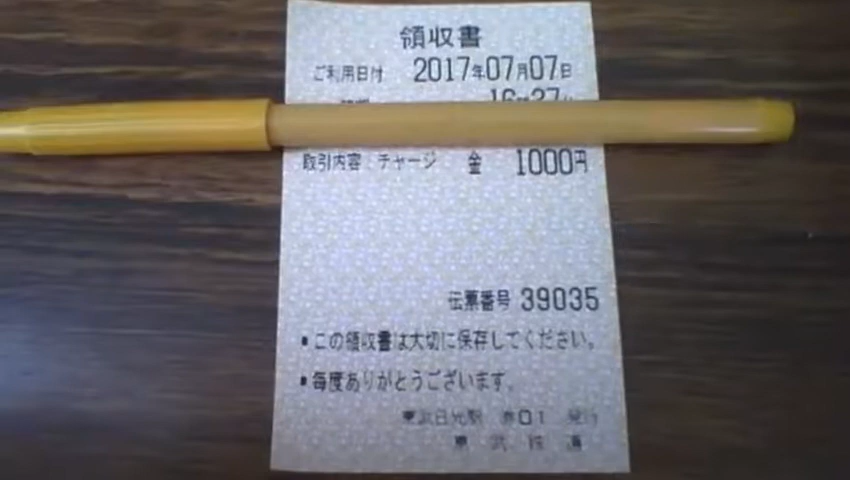 領収書
ご利用日付 2017年07月07日
16 27
取引内容:チャージ 金 1000円
伝票番号 39035
▪この領収書は大切に保存してください。
▪毎度ありがとうございます。
東武日光駅 券01 発行
東武鉄道